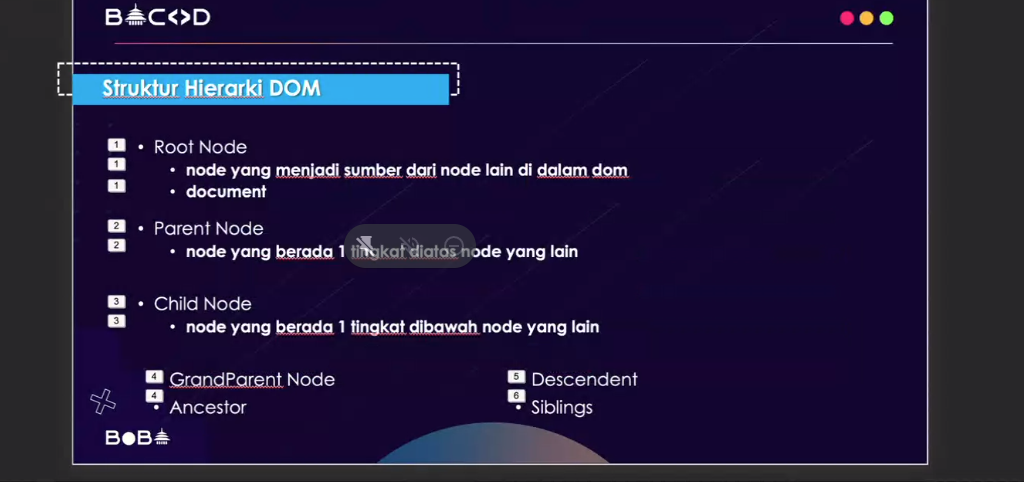 BACOD
Struktur Hierarki DOM
1 • Root Node
1 • node yang menjadi sumber dari node lain di dalam dom
1 • document
2 • Parent Node
2 • node yang berada 1 tingkat diatas node yang lain
3 • Child Node
3 • node yang berada 1 tingkat dibawah node yang lain
4 GrandParent Node
4 • Ancestor
5 Descendent
6 • Siblings
BOBA